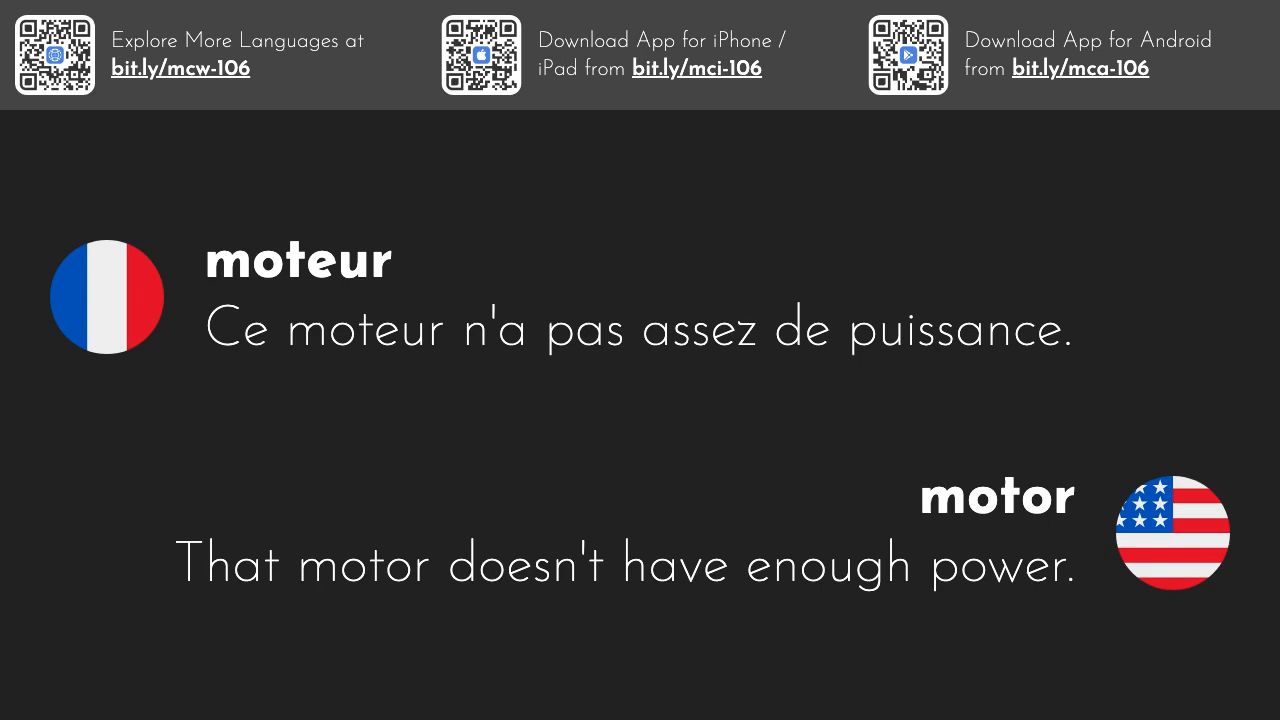 Explore More Languages at
bit.ly/mcw-106
Download App for iPhone /
iPad from bit.ly/mci-106
Download App for Android
from bit.ly/mca-106
moteur
Ce moteur n'a pas assez de puissance.
motor
That motor doesn't have enough power.